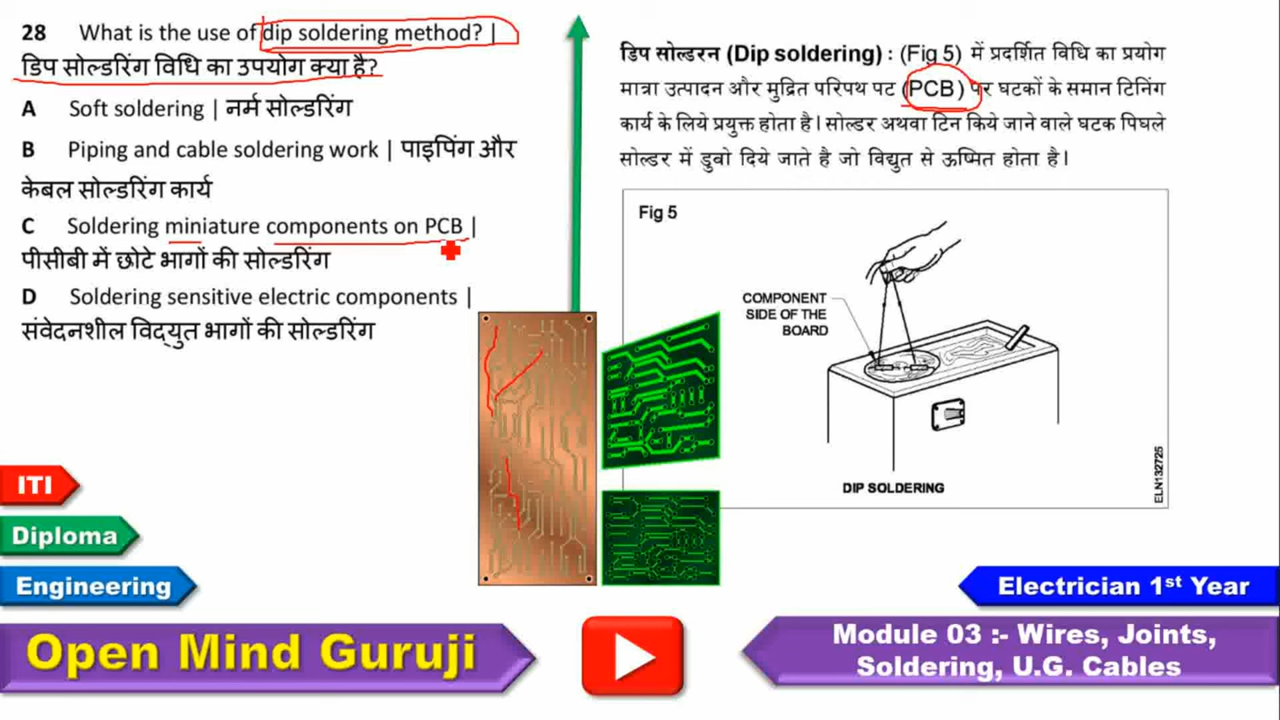 28 What is the use of dip soldering method? |
डिप सोल्डरिंग विधि का उपयोग क्या है?
A Soft soldering | नर्म सोल्डरिंग
B Piping and cable soldering work | पाइपिंग और
केबल सोल्डरिंग कार्य
C Soldering miniature components on PCB |
पीसीबी में छोटे भागों की सोल्डरिंग
D Soldering sensitive electric components |
संवेदनशील विद्युत भागों की सोल्डरिंग
डिप सोल्डरन (Dip soldering) : (Fig 5) में प्रदर्शित विधि का प्रयोग
मात्रा उत्पादन और मुद्रित परिपथ पट (PCB) पर घटकों के समान टिनिंग
कार्य के लिये प्रयुक्त होता है। सोल्डर अथवा टिन किये जाने वाले घटक पिघले
सोल्डर में डुबो दिये जाते है जो विद्युत से ऊष्मित होता है।
Fig 5
COMPONENT
SIDE OF THE
BOARD
DIP SOLDERING
ELN132725
ITI
Diploma
Engineering
Open Mind Guruji
Electrician 1st Year
Module 03 :- Wires, Joints,
Soldering, U.G. Cables